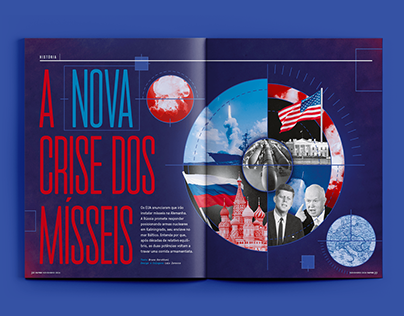 HISTÓRIA
A NOVA
CRISE DOS
MÍSSEIS
Os EUA anunciaram que vão
instalar mísseis na Alemanha.
A Rússia promete responder
posicionando armas nucleares
em Kaliningrado, seu enclave no
mar Báltico. Entenda por que,
após décadas de relativo equilí-
brio, as duas potências voltam a
travar uma corrida armamentista.